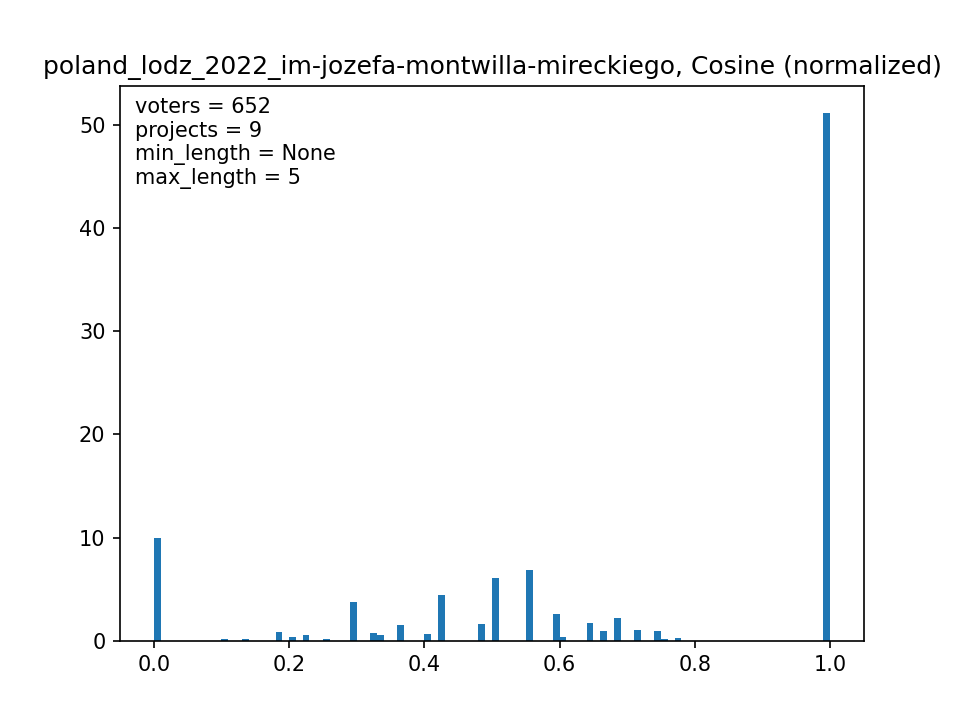 poland_lodz_2022_im-jozefa-montwilla-mireckiego, Cosine (normalized)
voters = 652
projects = 9
min_length = None
max_length = 5
50
40
30
20
10
0
0.0 0.2 0.4 0.6 0.8 1.0